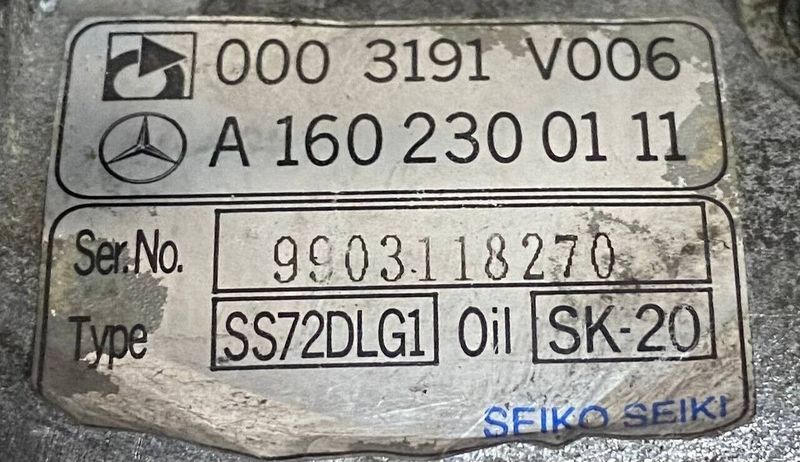 000 3191 V006
A 160 230 01 11
Ser.No. 9903118270
Type SS72DLG1 Oil SK-20
SEIKO SEIKI